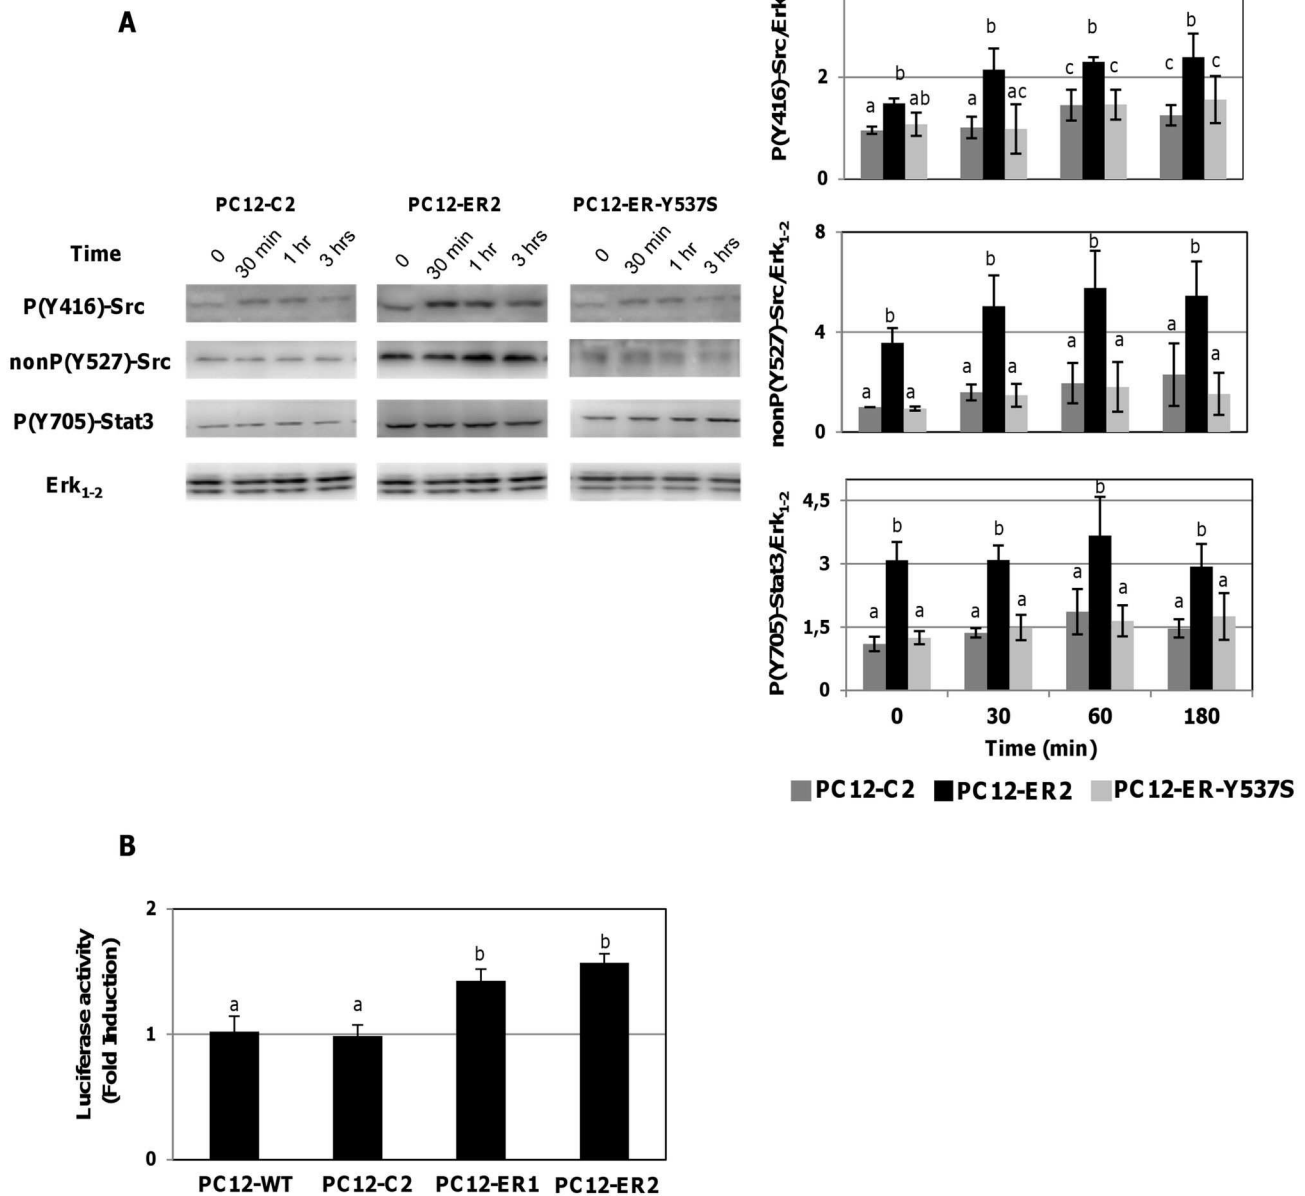 A
PC12-C2 PC12-ER2 PC12-ER-Y537S
Time 0 30 min 1 hr 3 hrs 0 30 min 1 hr 3 hrs 0 30 min 1 hr 3 hrs
P(Y416)-Src
nonP(Y527)-Src
P(Y705)-Stat3
Erk1-2
P(Y416)-Src/Erk
2
0
a b ab a b ac c b c c b c
nonP(Y527)-Src/Erk1-2
8
4
0
a b a a b a a b a a b a
P(Y705)-Stat3/Erk1-2
4,5
3
1,5
0
a b a a b a a b a a b a
0 30 60 180
Time (min)
PC12-C2 PC12-ER2 PC12-ER-Y537S
B
Luciferase activity
(Fold Induction)
2
1
0
a a b b
PC12-WT PC12-C2 PC12-ER1 PC12-ER2